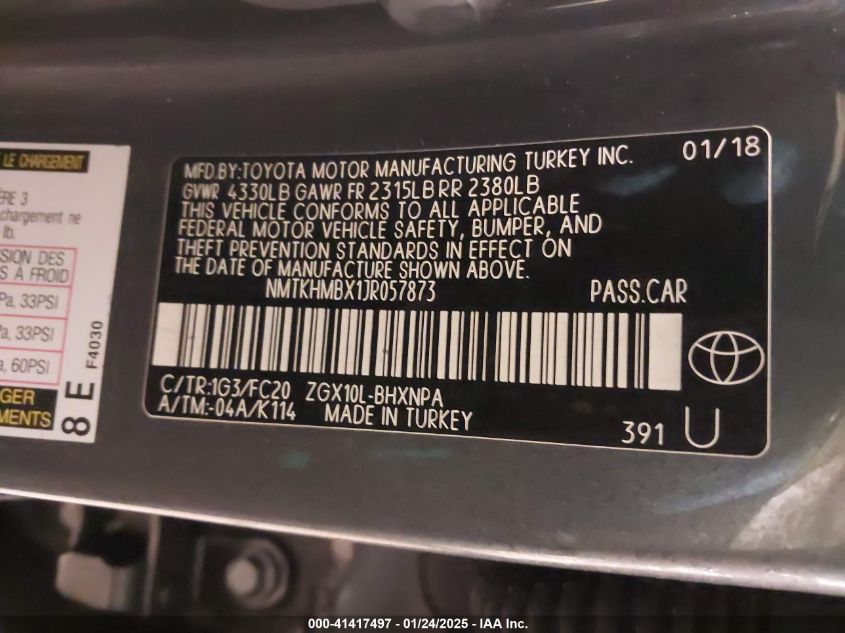 LE CHARGEMENT
ÈRE 3
chargement ne
lb.
SION DES
S À FROID
Pa, 33PSI
Pa, 33PSI
a, 60PSI
GER
MENTS
8 E
F4030
MFD.BY:TOYOTA MOTOR MANUFACTURING TURKEY INC. 01/18
GVWR 4330LB GAWR FR 2315LB RR 2380LB
THIS VEHICLE CONFORMS TO ALL APPLICABLE
FEDERAL MOTOR VEHICLE SAFETY, BUMPER, AND
THEFT PREVENTION STANDARDS IN EFFECT ON
THE DATE OF MANUFACTURE SHOWN ABOVE.
NMTKHMBX1JR057873 PASS.CAR
C/TR:1G3/FC20 ZGX10L-BHXNPA
A/TM:-04A/K114 MADE IN TURKEY
391 U
000-41417497 - 01/24/2025 - IAA Inc.